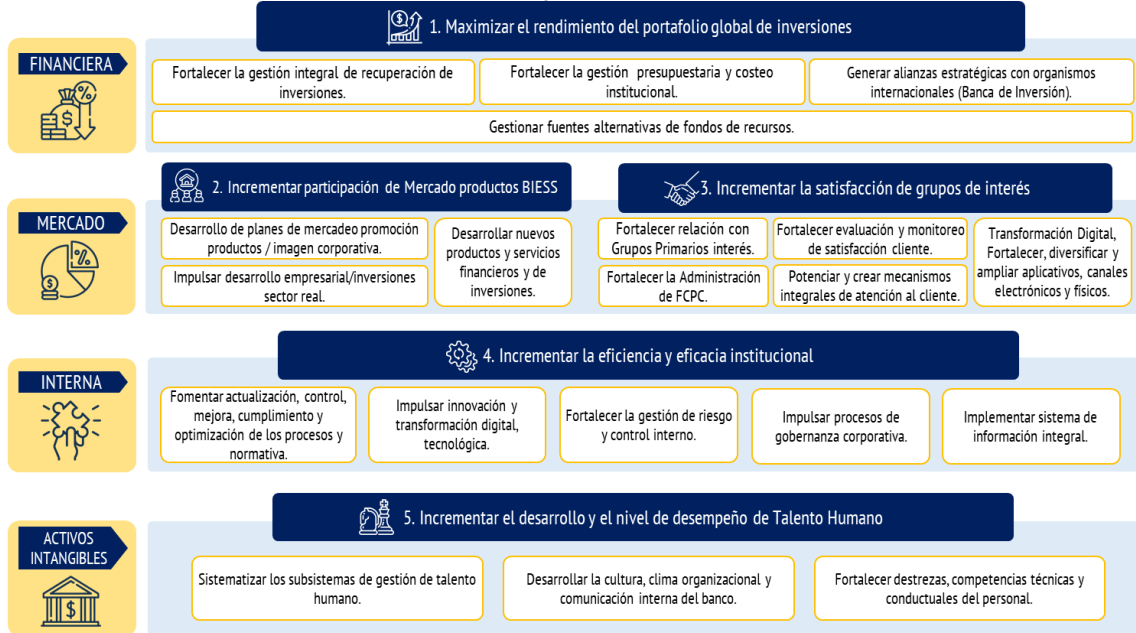 1. Maximizar el rendimiento del portafolio global de inversiones
FINANCIERA
Fortalecer la gestión integral de recuperación de
inversiones.
Fortalecer la gestión presupuestaria y costeo
institucional.
Generar alianzas estratégicas con organismos
internacionales (Banca de Inversión).
Gestionar fuentes alternativas de fondos de recursos.
2. Incrementar participación de Mercado productos BIESS
3. Incrementar la satisfacción de grupos de interés
MERCADO
Desarrollo de planes de mercadeo promoción
productos / imagen corporativa.
Impulsar desarrollo empresarial/inversiones
sector real.
Desarrollar nuevos
productos y servicios
financieros y de
inversiones.
Fortalecer relación con
Grupos Primarios interés.
Fortalecer la Administración
de FCPC.
Fortalecer evaluación y monitoreo
de satisfacción cliente.
Potenciar y crear mecanismos
integrales de atención al cliente.
Transformación Digital,
Fortalecer, diversificar y
ampliar aplicativos, canales
electrónicos y físicos.
4. Incrementar la eficiencia y eficacia institucional
INTERNA
Fomentar actualización, control,
mejora, cumplimiento y
optimización de los procesos y
normativa.
Impulsar innovación y
transformación digital,
tecnológica.
Fortalecer la gestión de riesgo
y control interno.
Impulsar procesos de
gobernanza corporativa.
Implementar sistema de
información integral.
5. Incrementar el desarrollo y el nivel de desempeño de Talento Humano
ACTIVOS
INTANGIBLES
Sistematizar los subsistemas de gestión de talento
humano.
Desarrollar la cultura, clima organizacional y
comunicación interna del banco.
Fortalecer destrezas, competencias técnicas y
conductuales del personal.